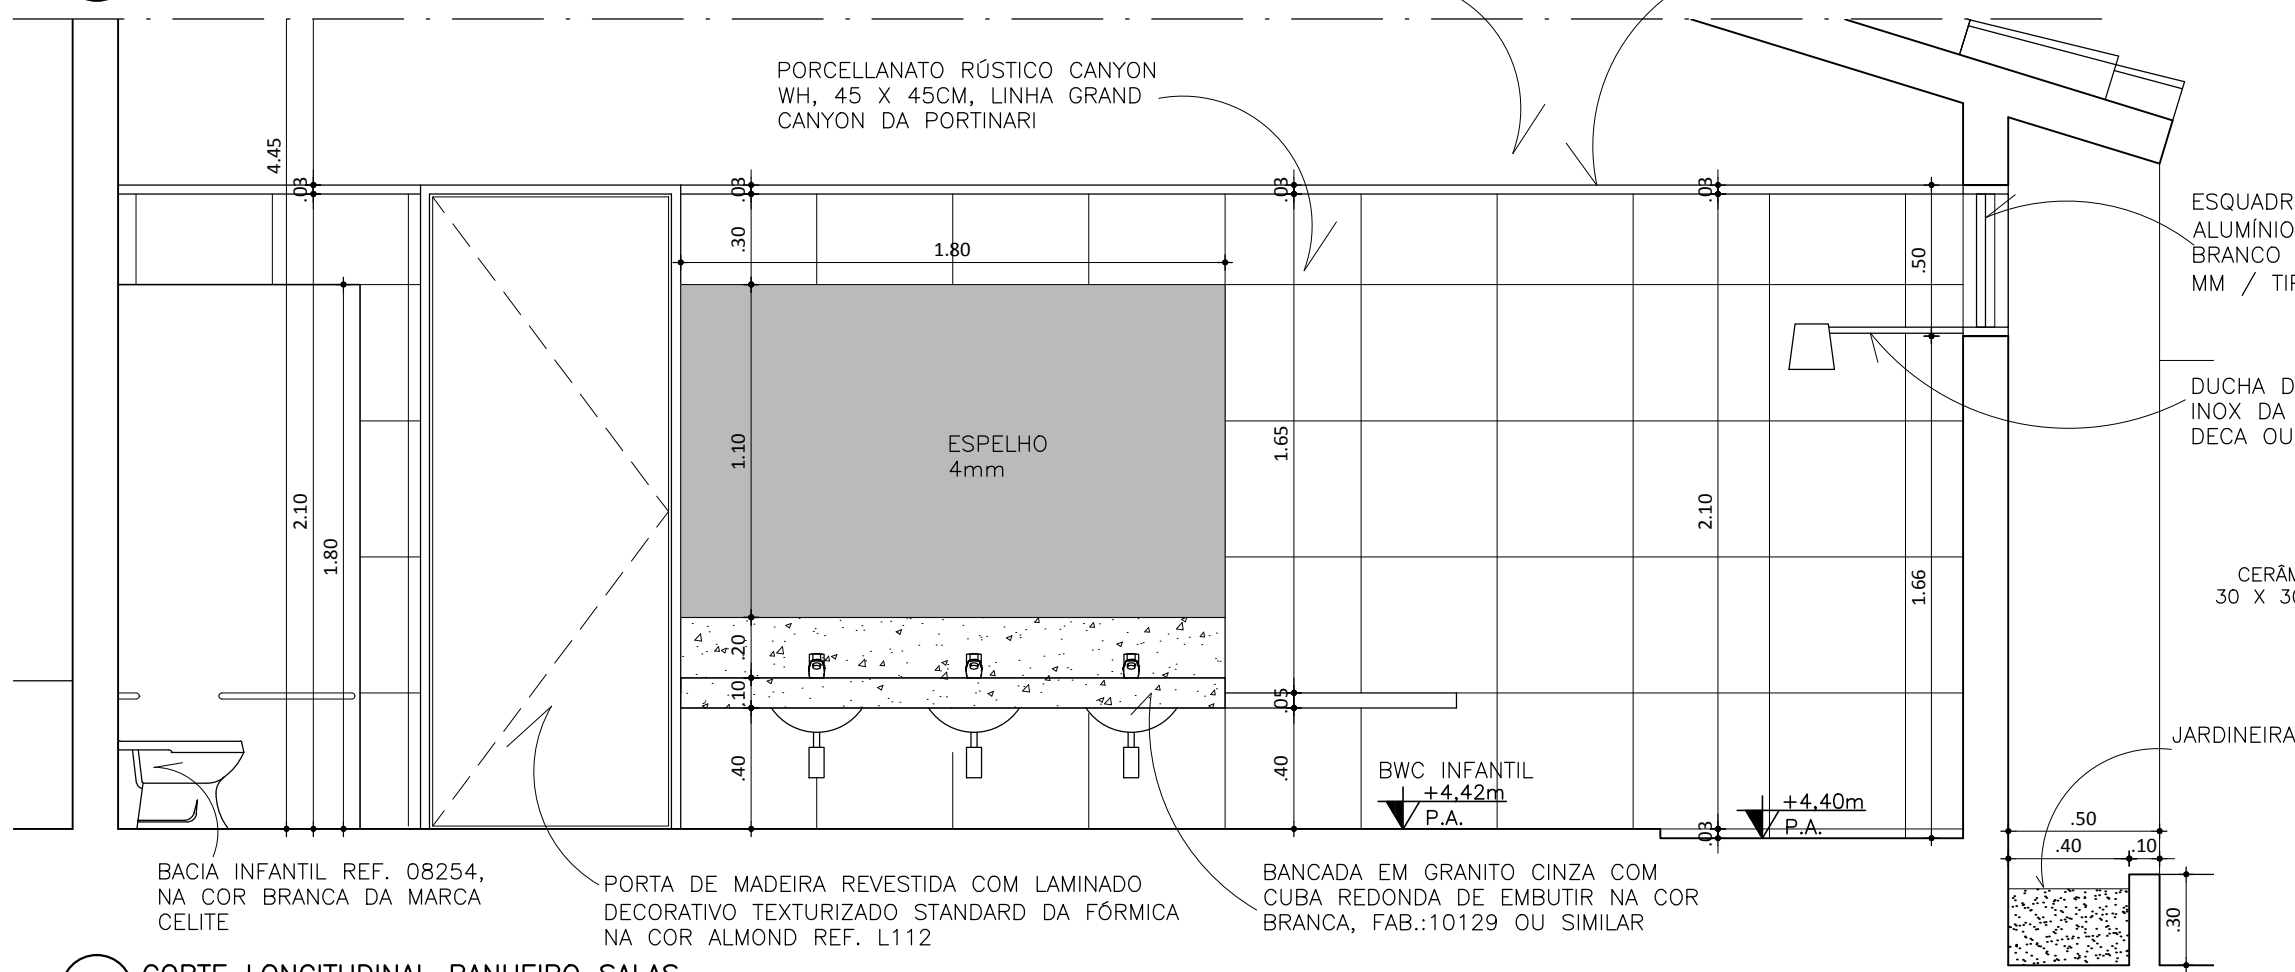 PORCELLANATO RÚSTICO CANYON
WH, 45 X 45CM, LINHA GRAND
CANYON DA PORTINARI
4.45
.03
.03
.03
.03
.30
1.80
.50
ESQUADR
ALUMÍNIO
BRANCO
MM / TIP
DUCHA D
INOX DA
DECA OU
ESPELHO
4mm
1.10
1.65
2.10
2.10
1.80
1.66
30 X 30
.20
.10
.05
.40
.40
BWC INFANTIL
+4,42m
P.A.
+4,40m
P.A.
.03
JARDINEIRA
.50
.40
.10
.30
BACIA INFANTIL REF. 08254,
NA COR BRANCA DA MARCA
CELITE
PORTA DE MADEIRA REVESTIDA COM LAMINADO
DECORATIVO TEXTURIZADO STANDARD DA FÓRMICA
NA COR ALMOND REF. L112
BANCADA EM GRANITO CINZA COM
CUBA REDONDA DE EMBUTIR NA COR
BRANCA, FAB.:10129 OU SIMILAR
CORTE LONGITUDINAL BANHEIRO SALAS